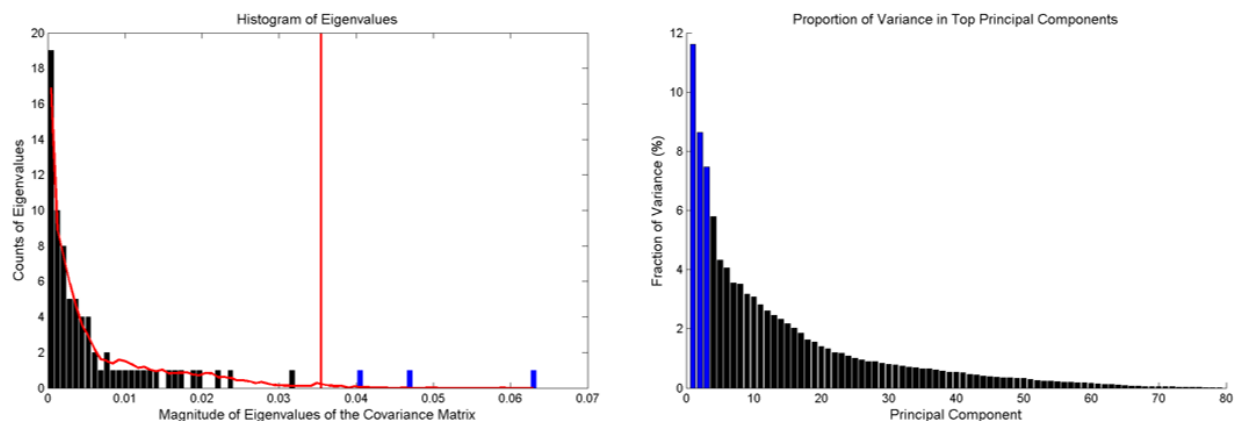 Histogram of Eigenvalues
20
18
16
14
12
10
8
6
4
2
0
Counts of Eigenvalues
0 0.01 0.02 0.03 0.04 0.05 0.06 0.07
Magnitude of Eigenvalues of the Covariance Matrix
Proportion of Variance in Top Principal Components
12
10
8
6
4
2
0
Fraction of Variance (%)
0 10 20 30 40 50 60 70 80
Principal Component